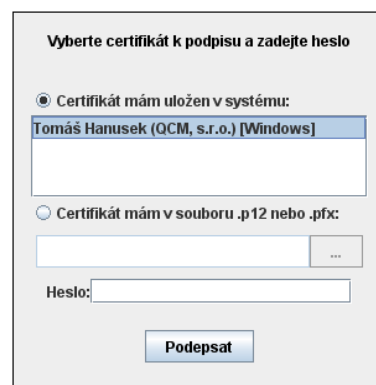 Vyberte certifikát k podpisu a zadejte heslo
Certifikát mám uložen v systému:
Tomáš Hanusek (QCM, s.r.o.) [Windows]
Certifikát mám v souboru .p12 nebo .pfx:
...
Heslo:
Podepsat